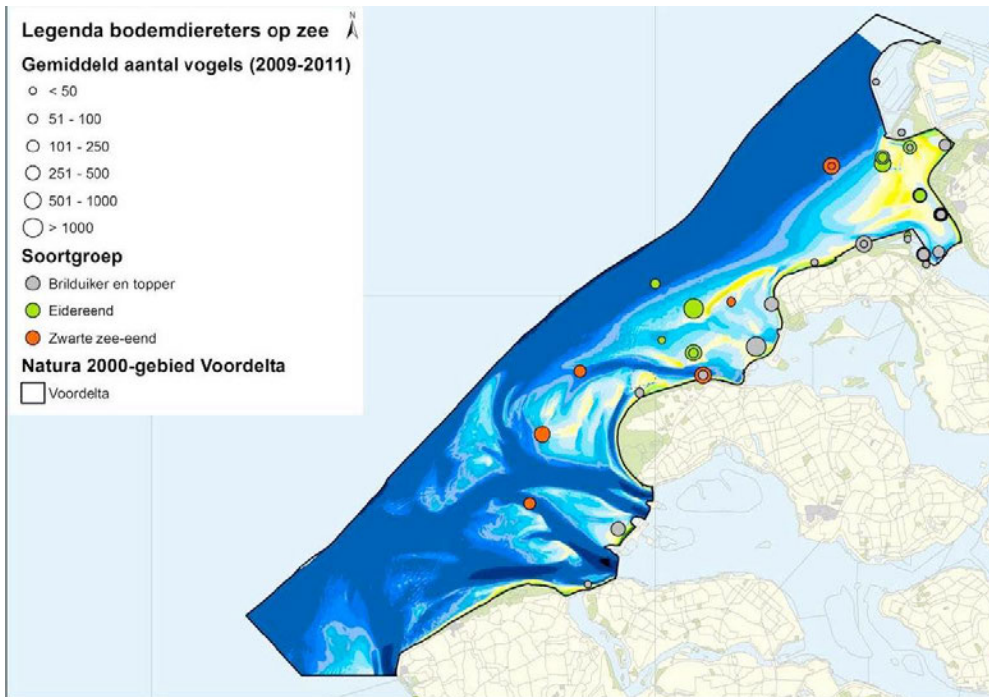 Legenda bodemdiereters op zee
N
Gemiddeld aantal vogels (2009-2011)
< 50
51 - 100
101 - 250
251 - 500
501 - 1000
> 1000
Soortgroep
Brilduiker en topper
Eidereend
Zwarte zee-eend
Natura 2000-gebied Voordelta
Voordelta